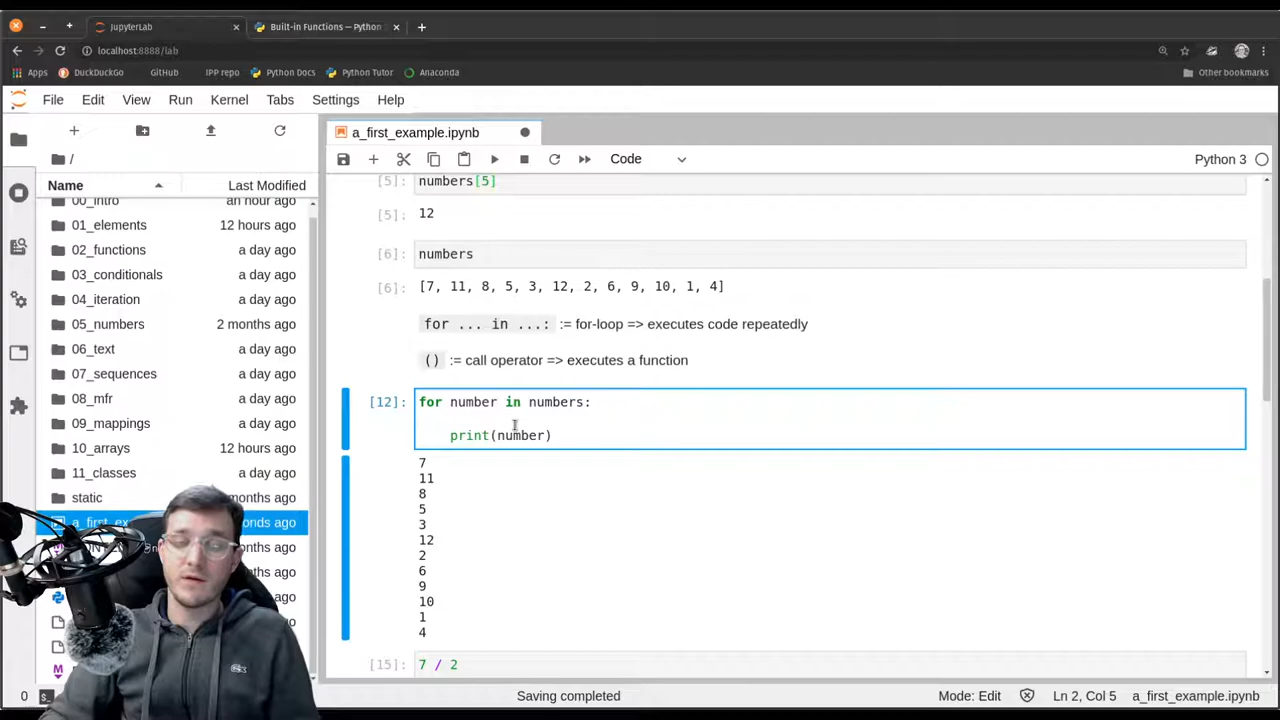 JupyterLab
Built-in Functions — Python
localhost:8888/lab
Apps DuckDuckGo GitHub IPP repo Python Docs Python Tutor Anaconda Other bookmarks
File Edit View Run Kernel Tabs Settings Help
a_first_example.ipynb
/
Code Python 3
Name Last Modified
00_intro an hour ago
01_elements 12 hours ago
02_functions a day ago
03_conditionals a day ago
04_iteration a day ago
05_numbers 2 months ago
06_text a day ago
07_sequences a day ago
08_mfr a day ago
09_mappings a day ago
10_arrays a day ago
11_classes a day ago
static months ago
a_first_ex onds ago
onths ago
months ago
s ago
s ago
s ago
s ago
[5]: numbers[5]
[5]: 12
[6]: numbers
[6]: [7, 11, 8, 5, 3, 12, 2, 6, 9, 10, 1, 4]
for ... in ...: := for-loop => executes code repeatedly
() := call operator => executes a function
[12]: for number in numbers:
print(number)
7
11
8
5
3
12
2
6
9
10
1
4
[15]: 7 / 2
0 Saving completed Mode: Edit Ln 2, Col 5 a_first_example.ipynb